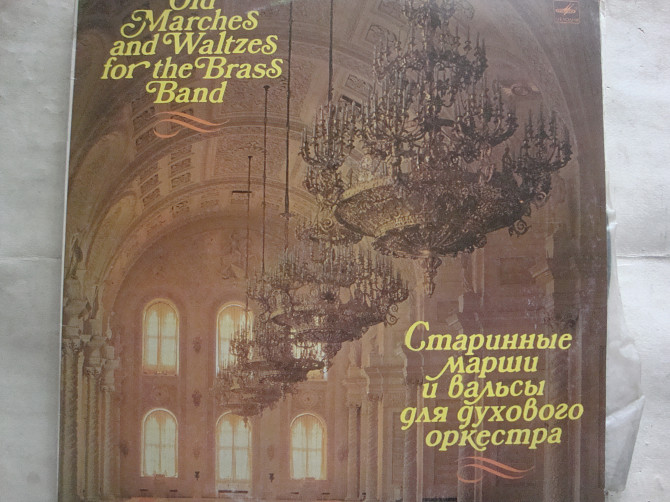 Old
Marches
and Waltzes
for the Brass
Band
Старинные
марши
и вальсы
для духового
оркестра